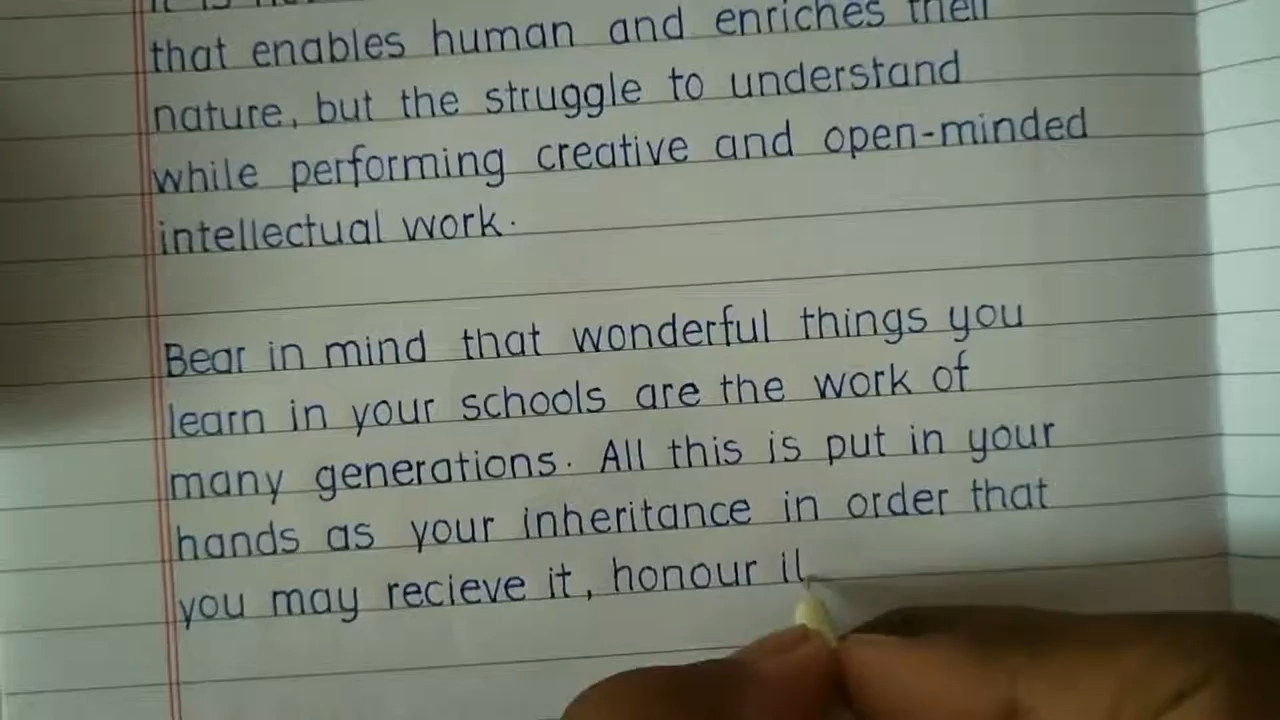 that enables human and enriches their
nature, but the struggle to understand
while performing creative and open-minded
intellectual work.
Bear in mind that wonderful things you
learn in your schools are the work of
many generations. All this is put in your
hands as your inheritance in order that
you may recieve it, honour